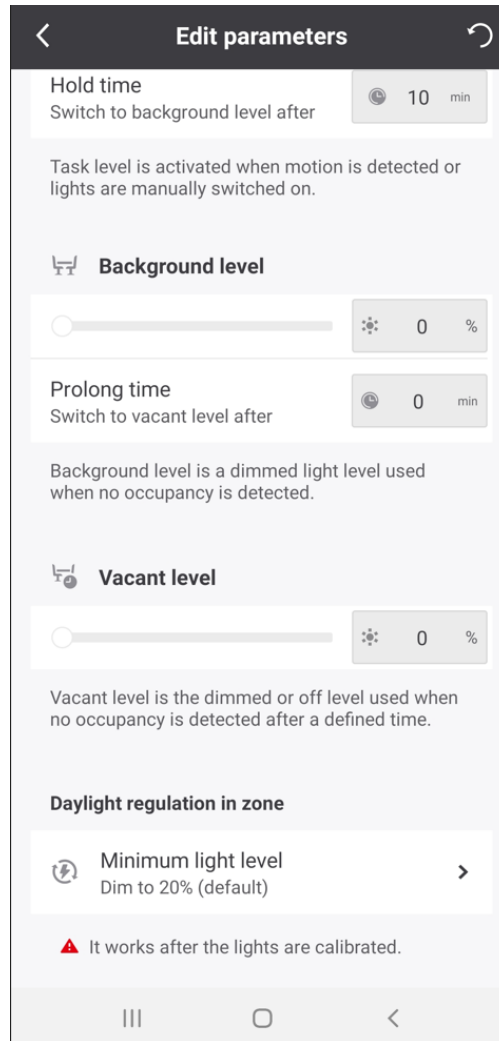 Edit parameters
Hold time
Switch to background level after
10 min
Task level is activated when motion is detected or
lights are manually switched on.
Background level
0 %
Prolong time
Switch to vacant level after
0 min
Background level is a dimmed light level used
when no occupancy is detected.
Vacant level
0 %
Vacant level is the dimmed or off level used when
no occupancy is detected after a defined time.
Daylight regulation in zone
Minimum light level
Dim to 20% (default)
It works after the lights are calibrated.